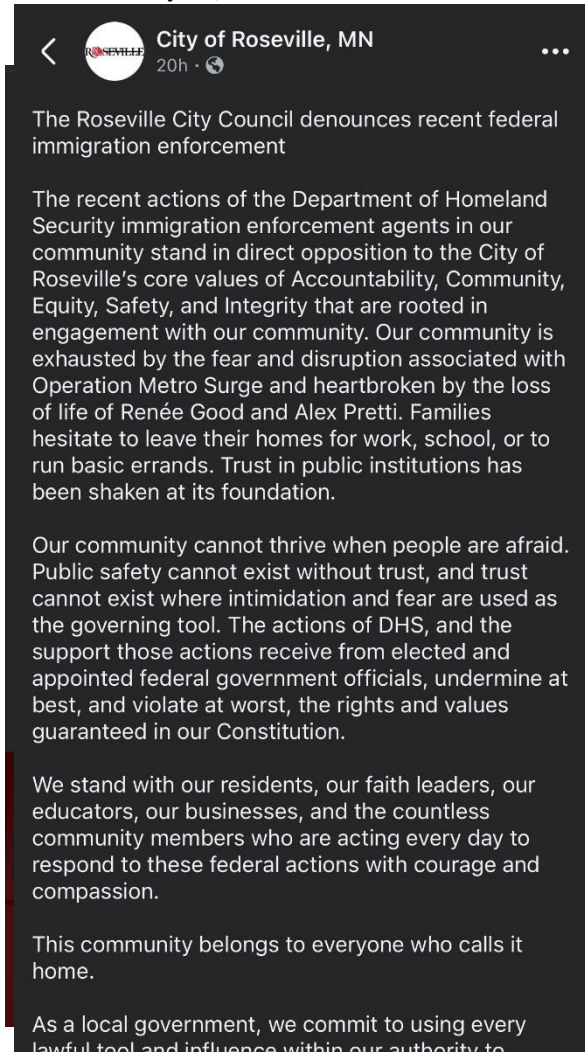 ROSEVILLE
City of Roseville, MN
20h ·
The Roseville City Council denounces recent federal
immigration enforcement
The recent actions of the Department of Homeland
Security immigration enforcement agents in our
community stand in direct opposition to the City of
Roseville's core values of Accountability, Community,
Equity, Safety, and Integrity that are rooted in
engagement with our community. Our community is
exhausted by the fear and disruption associated with
Operation Metro Surge and heartbroken by the loss
of life of Renée Good and Alex Pretti. Families
hesitate to leave their homes for work, school, or to
run basic errands. Trust in public institutions has
been shaken at its foundation.
Our community cannot thrive when people are afraid.
Public safety cannot exist without trust, and trust
cannot exist where intimidation and fear are used as
the governing tool. The actions of DHS, and the
support those actions receive from elected and
appointed federal government officials, undermine at
best, and violate at worst, the rights and values
guaranteed in our Constitution.
We stand with our residents, our faith leaders, our
educators, our businesses, and the countless
community members who are acting every day to
respond to these federal actions with courage and
compassion.
This community belongs to everyone who calls it
home.
As a local government, we commit to using every
lawful tool and influence within our authority to